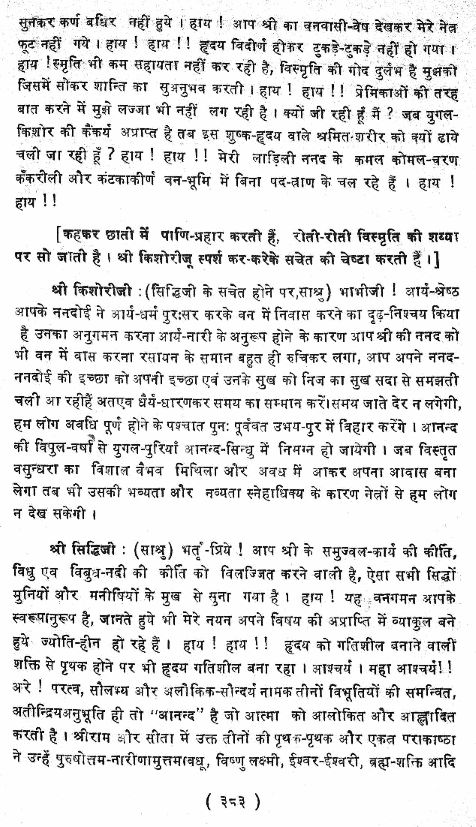 सुनकर कर्ण बधिर नहीं हुये । हाय ! आप श्री का वनवासी-वेष देखकर मेरे नेत्र
फूट नहीं गये । हाय ! हाय !! हृदय विदीर्ण होकर टुकड़े-टुकड़े नहीं हो गया ।
हाय !स्मृति भी कम सहायता नहीं कर रही है, विस्मृति की गोद दुर्लभ है मुझको
जिसमें सोकर शान्ति का सुअनुभव करती । हाय ! हाय !! प्रेमिकाओं की तरह
बात करने में मुझे लज्जा भी नहीं लग रही है । क्यों जी रही हूँ मैं ? जब युगल-
किशोर की कैंकर्य अप्राप्त है तब इस शुष्क-हृदय वाले श्रमित-शरीर को क्यों ढोये
चली जा रही हूँ ? हाय ! हाय !! मेरी लाड़िली ननद के कमल कोमल-चरण
कँकरीली और कंटकाकीर्ण वन-भूमि में बिना पद-त्राण के चल रहे हैं । हाय !
हाय !!
[कहकर छाती में पाणि-प्रहार करती हैं, रोती-रोती विस्मृति की शय्या
पर सो जाती है । श्री किशोरीजू स्पर्श कर-करके सचेत की चेष्टा करती हैं ।]
श्री किशोरीजी : (सिद्धिजी के सचेत होने पर,साश्रु) भाभीजी ! आर्य-श्रेष्ठ
आपके ननदोई ने आर्य-धर्म पुरःसर करके वन में निवास करने का दृढ़-निश्चय किया
है उनका अनुगमन करना आर्य-नारी के अनुरूप होने के कारण आप श्री की ननद को
भी वन में वास करना रसायन के समान बहुत ही रुचिकर लगा, आप अपने ननद-
ननदोई की इच्छा को अपनी इच्छा एवं उनके सुख को निज का सुख सदा से समझती
चली आ रहीहैं अतएव धैर्य-धारणकर समय का सम्मान करें।समय जाते देर न लगेगी,
हम लोग अवधि पूर्ण होने के पश्चात पुनः पूर्ववत उभय-पुर में विहार करेंगे । आनन्द
की विपुल-वर्षा से युगल-पुरियाँ आनन्द-सिन्धु में निमग्न हो जायेगी । जब विस्तृत
वसुन्धरा का विशाल वैभव मिथिला और अवध में आकर अपना आवास बना
लेगा तब भी उसकी भव्यता और नव्यता स्नेहाधिक्य के कारण नेत्रों से हम लोग
न देख सकेगी ।
श्री सिद्धिजी : (साश्रु) भर्तृ-प्रिये ! आप श्री के समुज्वल-कार्य की कीर्ति,
विधु एव विबुध-नदी की कीर्ति को विलज्जित करने वाली है, ऐसा सभी सिद्धों
मुनियों और मनीषियों के मुख से सुना गया है । हाय ! यह वनगमन आपके
स्वरूपानुरूप है, जानते हुये भी मेरे नयन अपने विषय की अप्राप्ति में व्याकुल बने
हुये ज्योति-हीन हो रहे हैं । हाय ! हाय !! हृदय को गतिशील बनाने वाली
शक्ति से पृथक होने पर भी हृदय गतिशील बना रहा । आश्चर्य । महा आश्चर्य!!
अरे ! परत्व, सौलभ्य और अलौकिक-सौन्दर्य नामक तीनों विभूतियों की समन्वित,
अतीन्द्रियअनुभूति ही तो "आनन्द" है जो आत्मा को आलोकित और आह्लादित
करती है । श्रीराम और सीता में उक्त तीनों की पृथक-पृथक और एकत्र पराकाष्ठा
ने उन्हें पुरुषोत्तम-नारीणामुत्तमावधू, विष्णु लक्ष्मी, ईश्वर-ईश्वरी, ब्रह्म-शक्ति आदि
( ३८३ )